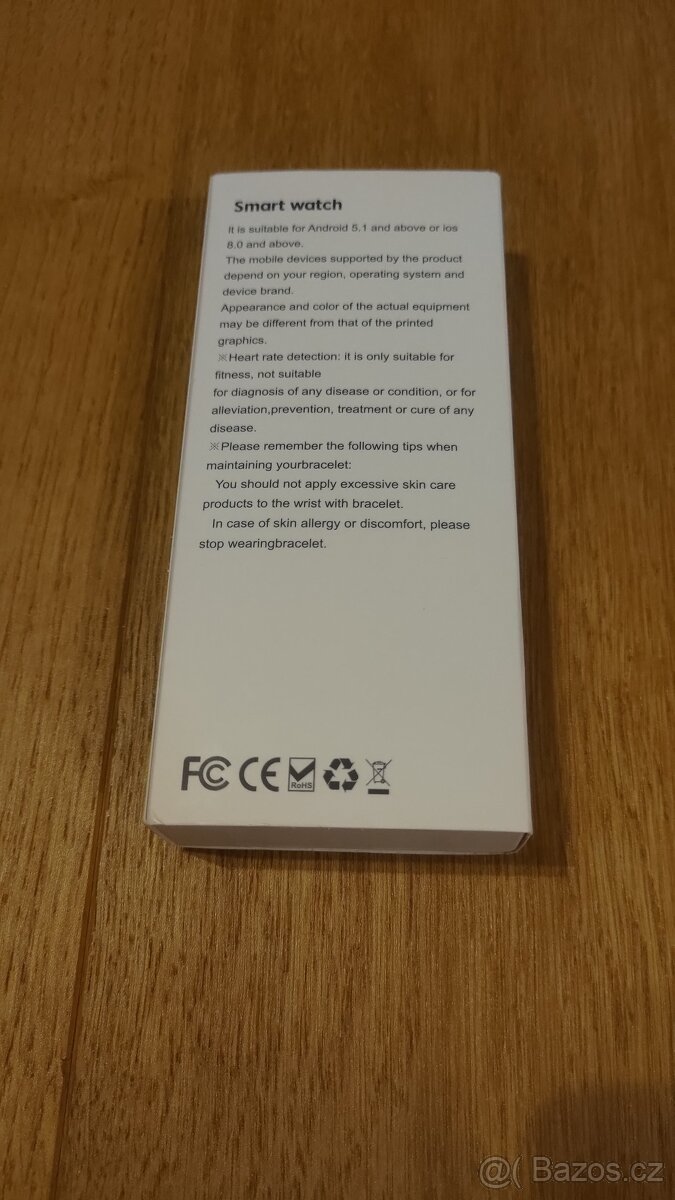 Smart watch
It is suitable for Android 5.1 and above or ios
8.0 and above.
The mobile devices supported by the product
depend on your region, operating system and
device brand.
Appearance and color of the actual equipment
may be different from that of the printed
graphics.
※Heart rate detection: it is only suitable for
fitness, not suitable
for diagnosis of any disease or condition, or for
alleviation,prevention, treatment or cure of any
disease.
※Please remember the following tips when
maintaining yourbracelet:
You should not apply excessive skin care
products to the wrist with bracelet.
In case of skin allergy or discomfort, please
stop wearingbracelet.
FC CE RoHS
@( Bazos.cz